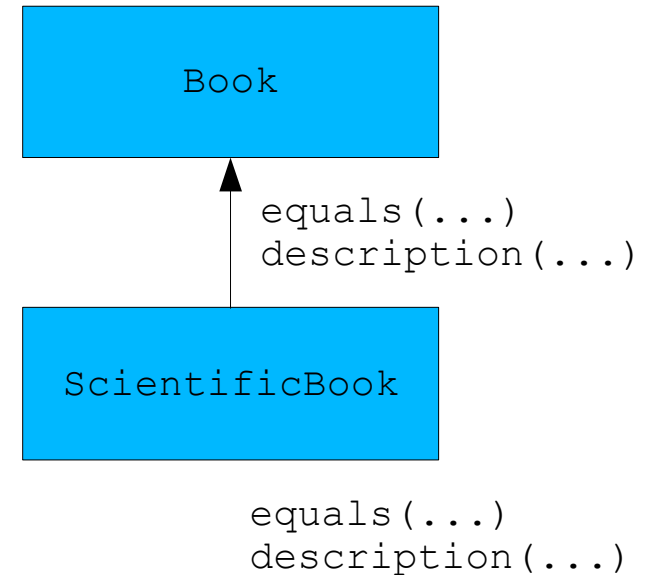 Book
equals(...)
description(...)
ScientificBook
equals(...)
description(...)